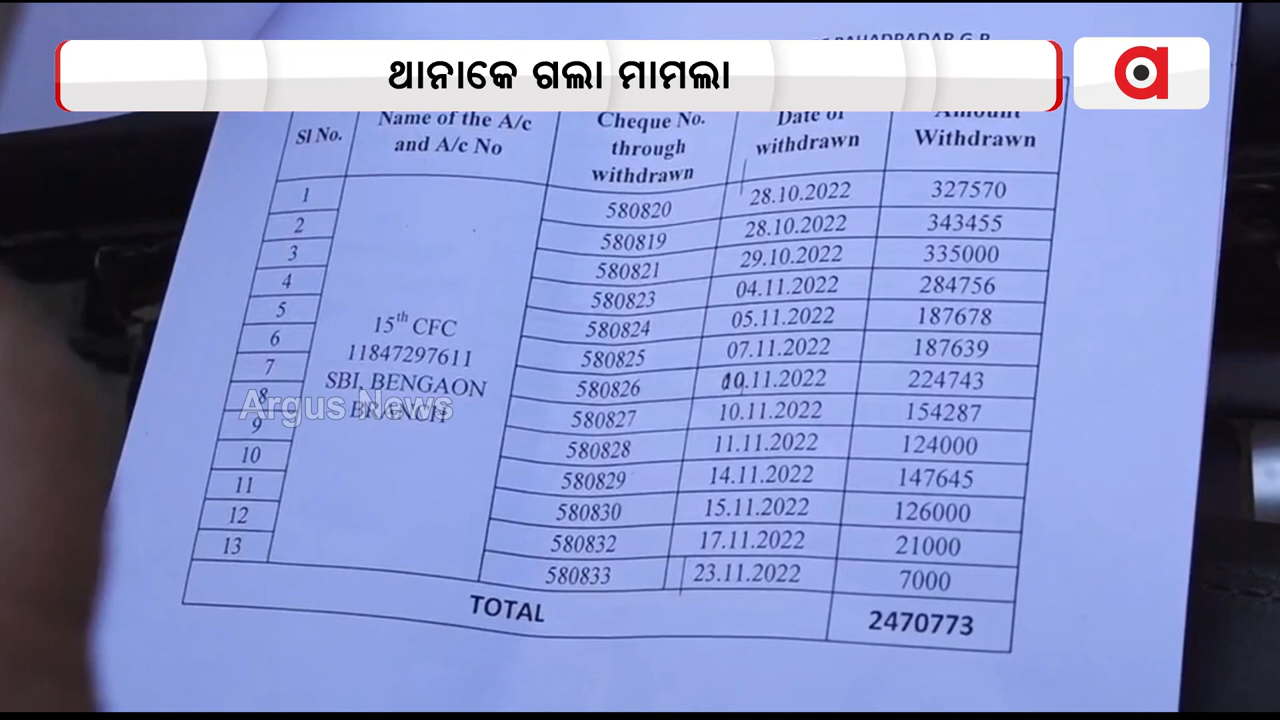 ଥାନାକେ ଗଲା ମାମଲା
a
Sl No. Name of the A/c and A/c No Cheque No. through withdrawn Date of withdrawn Amount Withdrawn
1 580820 28.10.2022 327570
2 580819 28.10.2022 343455
3 580821 29.10.2022 335000
4 580823 04.11.2022 284756
5 580824 05.11.2022 187678
6 580825 07.11.2022 187639
7 580826 10.11.2022 224743
8 580827 10.11.2022 154287
9 580828 11.11.2022 124000
10 580829 14.11.2022 147645
11 580830 15.11.2022 126000
12 580832 17.11.2022 21000
13 580833 23.11.2022 7000
15th CFC
11847297611
SBI, BENGAON
BRANCH
Argus News
TOTAL 2470773